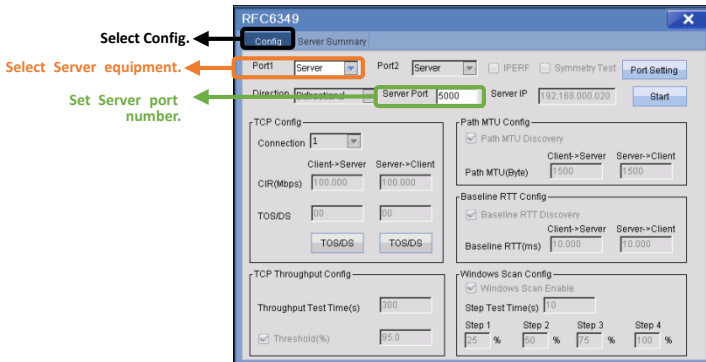 RFC6349
X
Select Config.
Config Server Summary
Select Server equipment.
Port1 Server Port2 Server IPERF Symmetry Test Port Setting
Set Server port number.
Direction Bidirectional Server Port 5000 Server IP 192.168.000.020 Start
TCP Config
Connection 1
Client->Server Server->Client
CIR(Mbps) 100.000 100.000
TOS/DS 00 00
TOS/DS TOS/DS
Path MTU Config
Path MTU Discovery
Client->Server Server->Client
Path MTU(Byte) 1500 1500
Baseline RTT Config
Baseline RTT Discovery
Client->Server Server->Client
Baseline RTT(ms) 10.000 10.000
TCP Throughput Config
Throughput Test Time(s) 300
Threshold(%) 95.0
Windows Scan Config
Windows Scan Enable
Step Test Time(s) 10
Step 1 Step 2 Step 3 Step 4
25 % 50 % 75 % 100 %